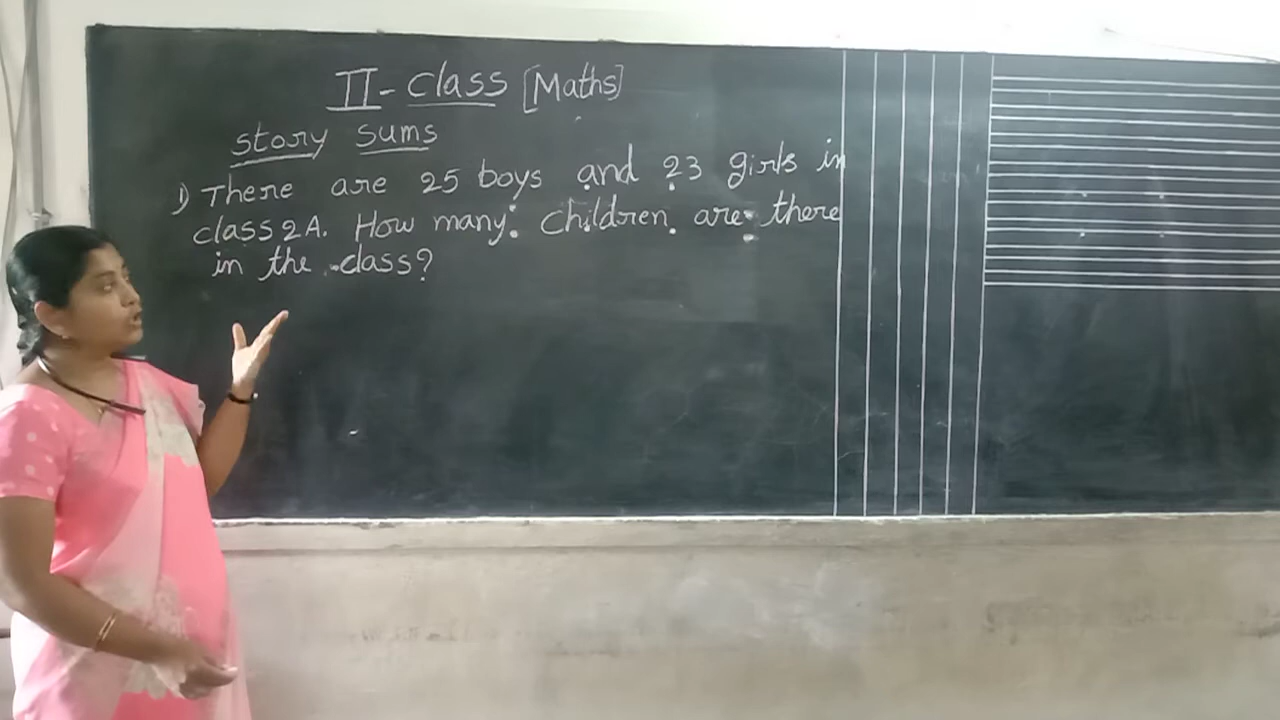 II - class [Maths]
story sums
1) There are 25 boys and 23 girls in
class 2A. How many children are there
in the class?